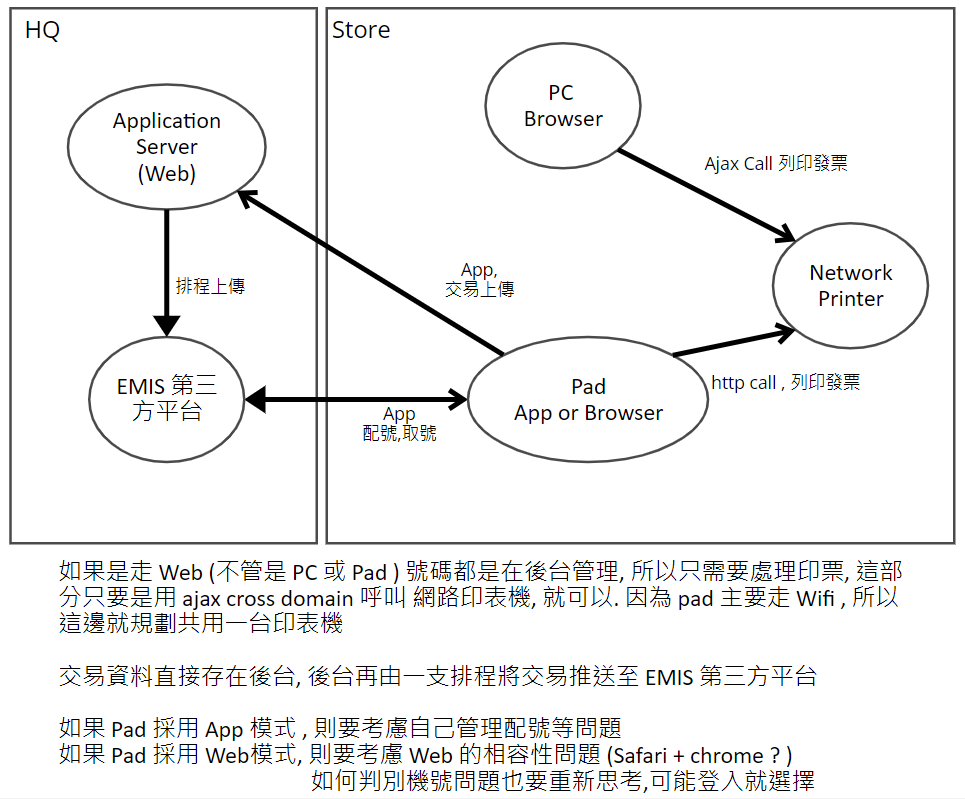 HQ
Store
Application
Server
(Web)
PC
Browser
Ajax Call 列印發票
Network
Printer
App,
交易上傳
排程上傳
EMIS 第三
方平台
App
配號,取號
Pad
App or Browser
http call , 列印發票
如果是走 Web (不管是 PC 或 Pad ) 號碼都是在後台管理, 所以只需要處理印票, 這部
分只要是用 ajax cross domain 呼叫 網路印表機, 就可以. 因為 pad 主要走 Wifi , 所以
這邊就規劃共用一台印表機
交易資料直接存在後台, 後台再由一支排程將交易推送至 EMIS 第三方平台
如果 Pad 採用 App 模式 , 則要考慮自己管理配號等問題
如果 Pad 採用 Web模式, 則要考慮 Web 的相容性問題 (Safari + chrome ? )
如何判別機號問題也要重新思考,可能登入就選擇